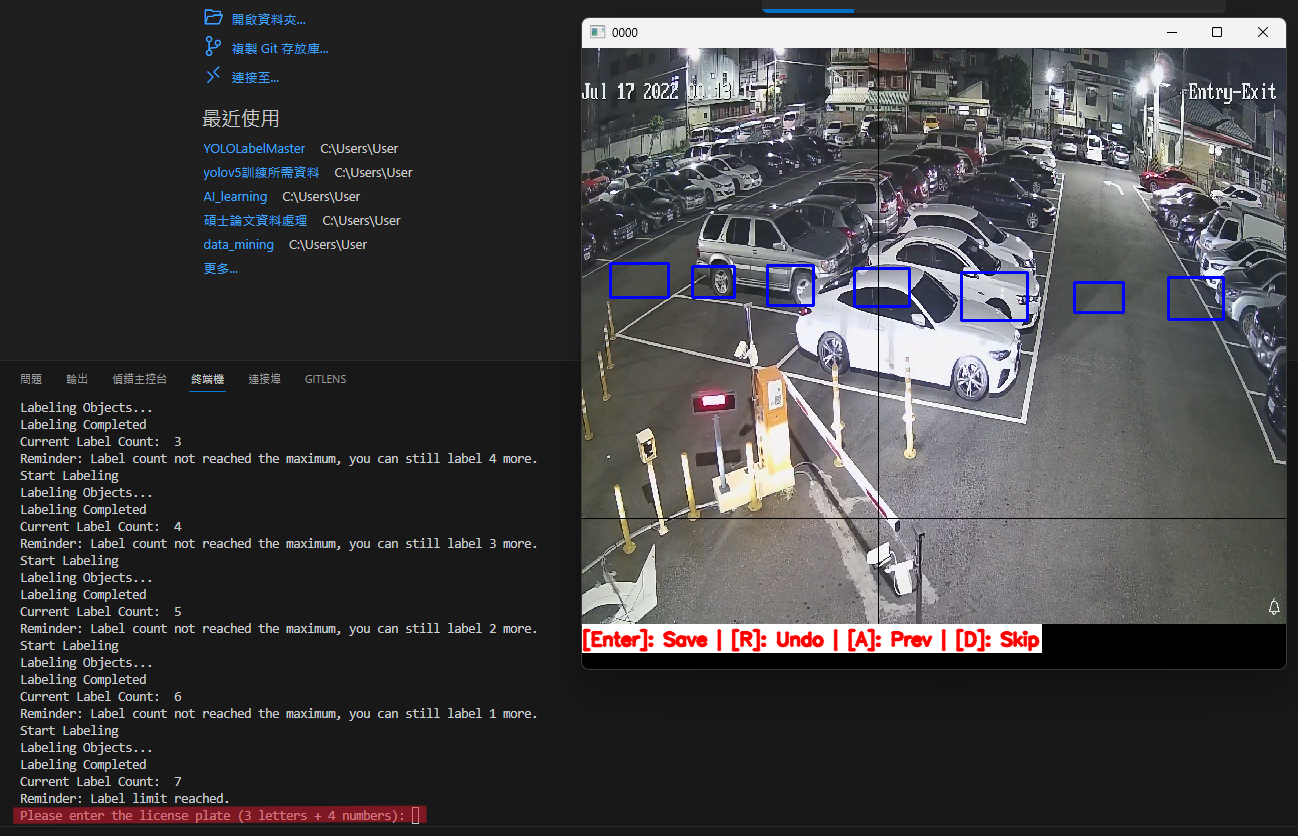 開啟資料夾...
複製 Git 存放庫...
連接至...
最近使用
YOLOLabelMaster C:\Users\User
yolov5訓練所需資料 C:\Users\User
AI_learning C:\Users\User
碩士論文資料處理 C:\Users\User
data_mining C:\Users\User
更多...
問題 輸出 偵錯主控台 終端機 連接埠 GITLENS
Labeling Objects...
Labeling Completed
Current Label Count: 3
Reminder: Label count not reached the maximum, you can still label 4 more.
Start Labeling
Labeling Objects...
Labeling Completed
Current Label Count: 4
Reminder: Label count not reached the maximum, you can still label 3 more.
Start Labeling
Labeling Objects...
Labeling Completed
Current Label Count: 5
Reminder: Label count not reached the maximum, you can still label 2 more.
Start Labeling
Labeling Objects...
Labeling Completed
Current Label Count: 6
Reminder: Label count not reached the maximum, you can still label 1 more.
Start Labeling
Labeling Objects...
Labeling Completed
Current Label Count: 7
Reminder: Label limit reached.
Please enter the license plate (3 letters + 4 numbers):
0000
Jul 17 2022
Entry-Exit
[Enter]: Save | [R]: Undo | [A]: Prev | [D]: Skip